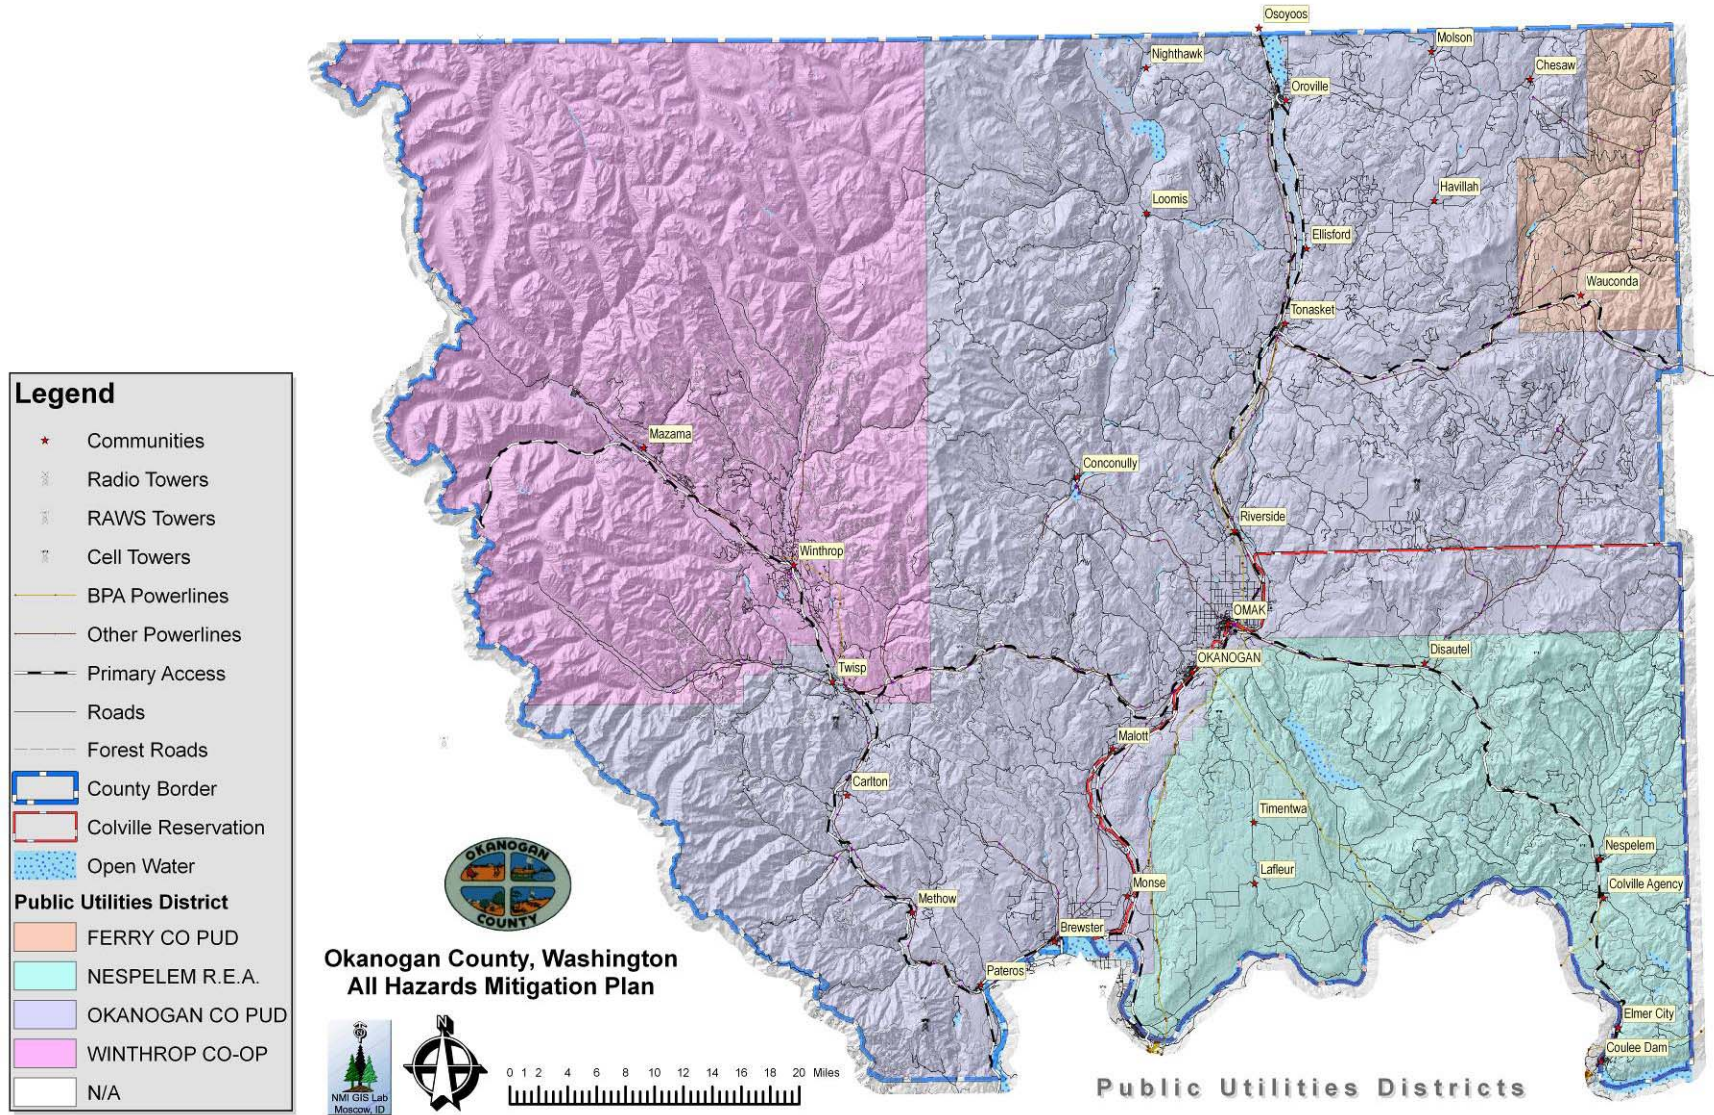 Osoyoos
Molson
Nighthawk
Chesaw
Oroville
Havillah
Loomis
Ellisford
Wauconda
Tonasket
Mazama
Conconully
Riverside
Winthrop
OMAK
Disautel
OKANOGAN
Twisp
Malott
Carlton
Timentwa
Nespelem
Lafleur
Colville Agency
Monse
Methow
Brewster
Pateros
Elmer City
Coulee Dam
Legend
Communities
Radio Towers
RAWS Towers
Cell Towers
BPA Powerlines
Other Powerlines
Primary Access
Roads
Forest Roads
County Border
Colville Reservation
Open Water
Public Utilities District
FERRY CO PUD
NESPELEM R.E.A.
OKANOGAN CO PUD
WINTHROP CO-OP
N/A
OKANOGAN
COUNTY
Okanogan County, Washington
All Hazards Mitigation Plan
N
NMI GIS Lab
Moscow, ID
N
0 1 2 4 6 8 10 12 14 16 18 20 Miles
Public Utilities Districts